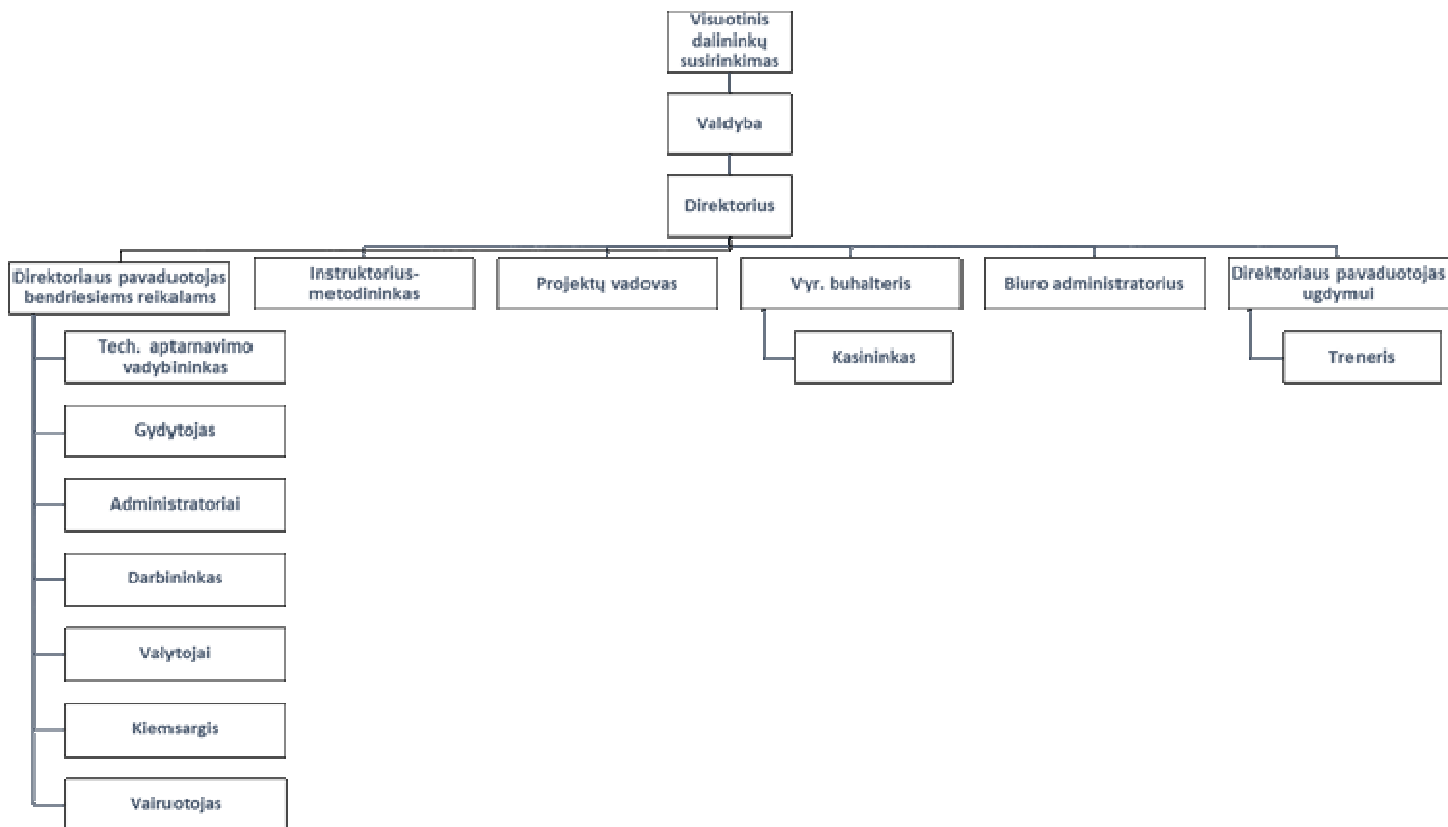 Visuotinis
dalininkų
susirinkimas
Valdyba
Direktorius
Direktoriaus pavaduotojas
bendriesiems reikalams
Instruktorius-
metodininkas
Projektų vadovas
Vyr. buhalteris
Biuro administratorius
Direktoriaus pavaduotojas
ugdymui
Tech. aptarnavimo
vadybininkas
Kasininkas
Treneris
Gydytojas
Administratoriai
Darbininkas
Valytojai
Kiemsargis
Vairuotojas